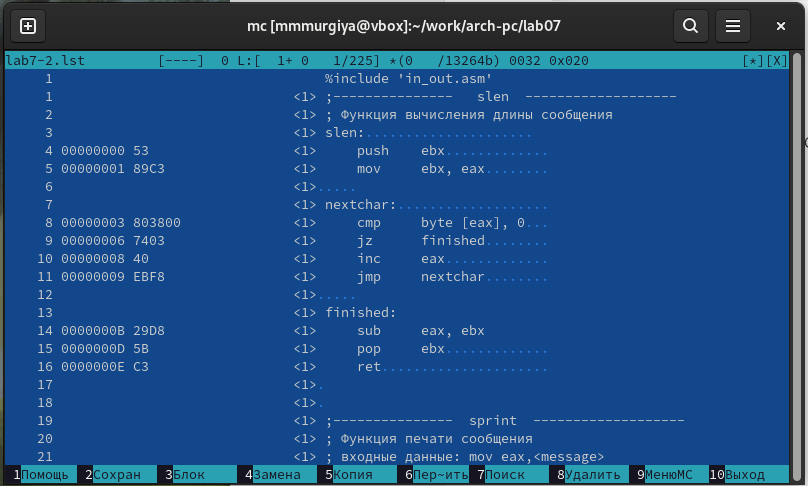 mc [mmmurgiya@vbox]:~/work/arch-pc/lab07
lab7-2.lst [----] 0 L:[ 1+ 0 1/225] *(0 /13264b) 0032 0x020 [*][X]
1 %include 'in_out.asm'
1 <1> ;--------------- slen -------------------
2 <1> ; Функция вычисления длины сообщения
3 <1> slen:.....................
4 00000000 53 <1> push ebx.............
5 00000001 89C3 <1> mov ebx, eax........
6 <1>.....
7 <1> nextchar:...................
8 00000003 803800 <1> cmp byte [eax], 0...
9 00000006 7403 <1> jz finished........
10 00000008 40 <1> inc eax.............
11 00000009 EBF8 <1> jmp nextchar........
12 <1>.....
13 <1> finished:
14 0000000B 29D8 <1> sub eax, ebx
15 0000000D 5B <1> pop ebx.............
16 0000000E C3 <1> ret.....................
17 <1>.
18 <1>.
19 <1> ;--------------- sprint -------------------
20 <1> ; Функция печати сообщения
21 <1> ; входные данные: mov eax,<message>
1Помощь 2Сохран 3Блок 4Замена 5Копия 6Пер~ить 7Поиск 8Удалить 9МенюMC 10Выход